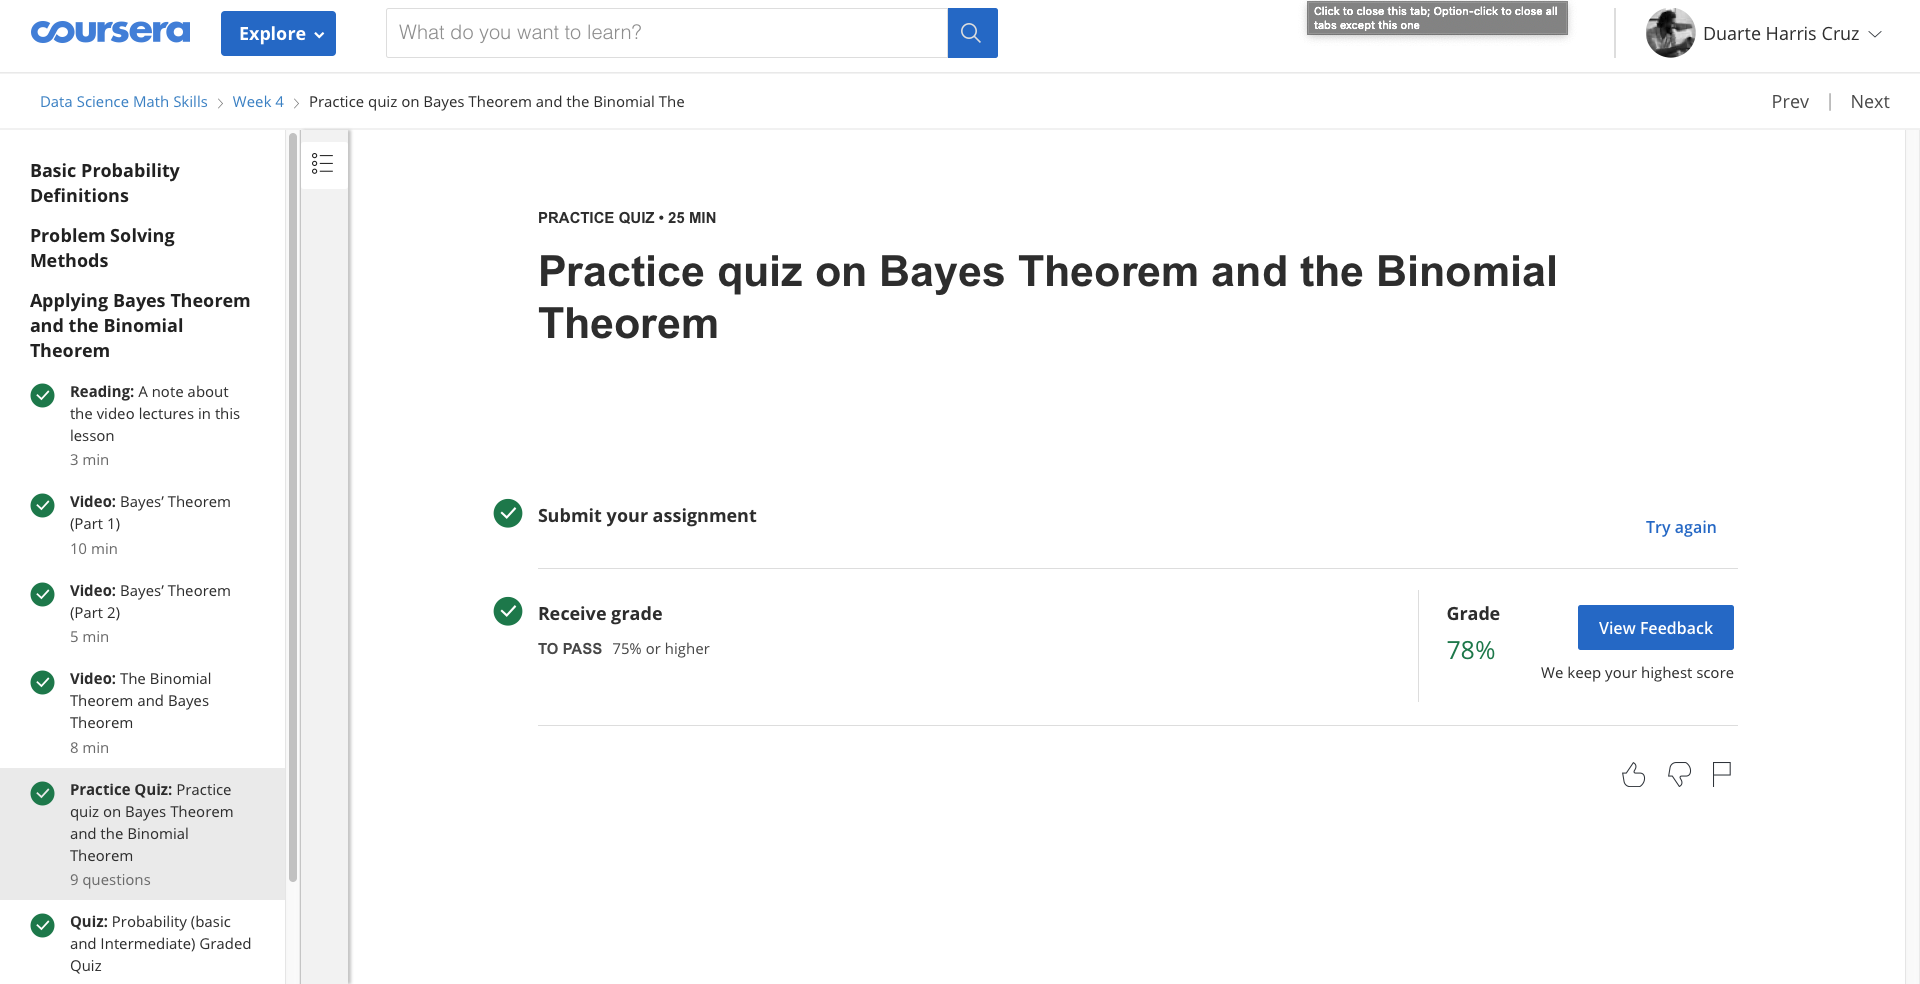 coursera
Explore
What do you want to learn?
Click to close this tab; Option-click to close all
tabs except this one
Duarte Harris Cruz
Data Science Math Skills
Week 4
Practice quiz on Bayes Theorem and the Binomial The
Prev
Next
Basic Probability
Definitions
Problem Solving
Methods
Applying Bayes Theorem
and the Binomial
Theorem
Reading: A note about
the video lectures in this
lesson
3 min
Video: Bayes’ Theorem
(Part 1)
10 min
Video: Bayes’ Theorem
(Part 2)
5 min
Video: The Binomial
Theorem and Bayes
Theorem
8 min
Practice Quiz: Practice
quiz on Bayes Theorem
and the Binomial
Theorem
9 questions
Quiz: Probability (basic
and Intermediate) Graded
Quiz
PRACTICE QUIZ • 25 MIN
Practice quiz on Bayes Theorem and the Binomial
Theorem
Submit your assignment
Try again
Receive grade
TO PASS 75% or higher
Grade
78%
View Feedback
We keep your highest score